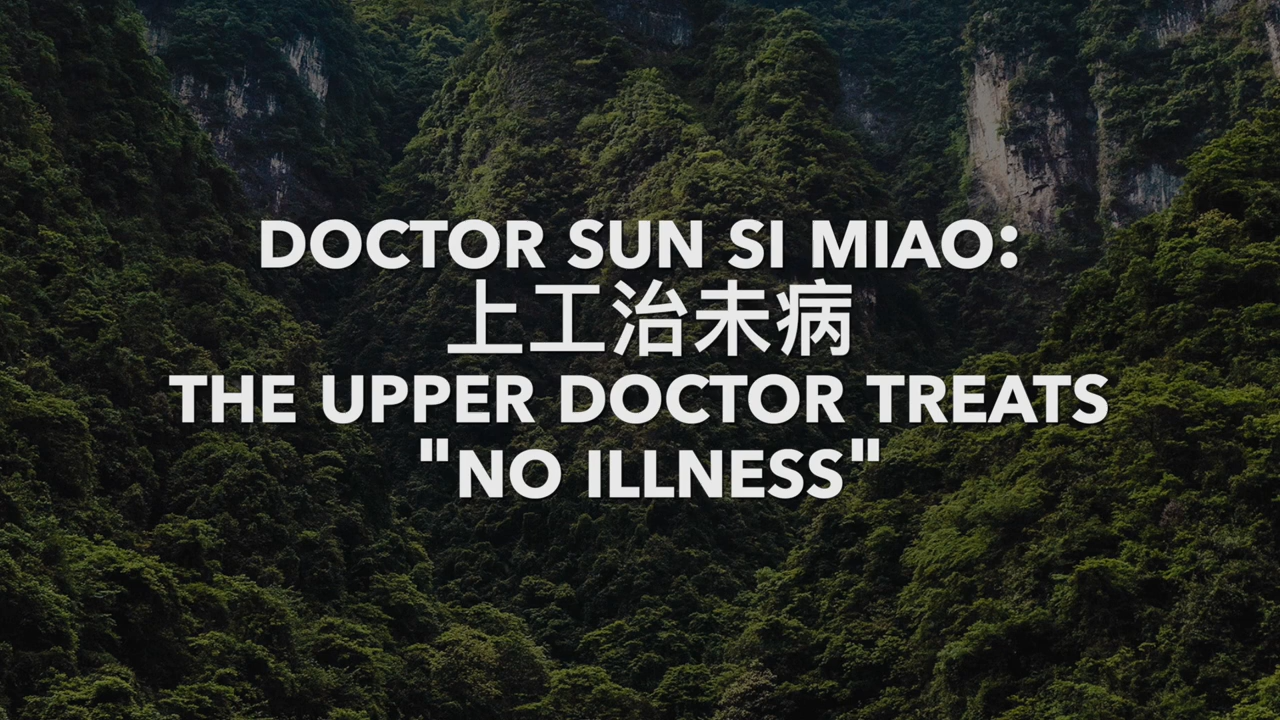 DOCTOR SUN SI MIAO:
上工治未病
THE UPPER DOCTOR TREATS
"NO ILLNESS"